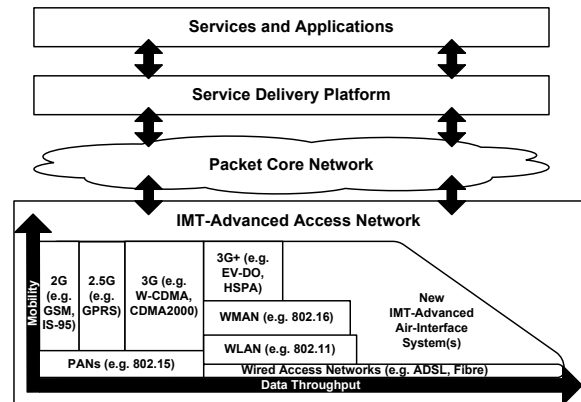 Services and Applications
Service Delivery Platform
Packet Core Network
IMT-Advanced Access Network
Mobility
2G
(e.g.
GSM,
IS-95)
2.5G
(e.g.
GPRS)
3G (e.g.
W-CDMA,
CDMA2000)
3G+ (e.g.
EV-DO,
HSPA)
WMAN (e.g. 802.16)
WLAN (e.g. 802.11)
PANs (e.g. 802.15)
New
IMT-Advanced
Air-Interface
System(s)
Wired Access Networks (e.g. ADSL, Fibre)
Data Throughput